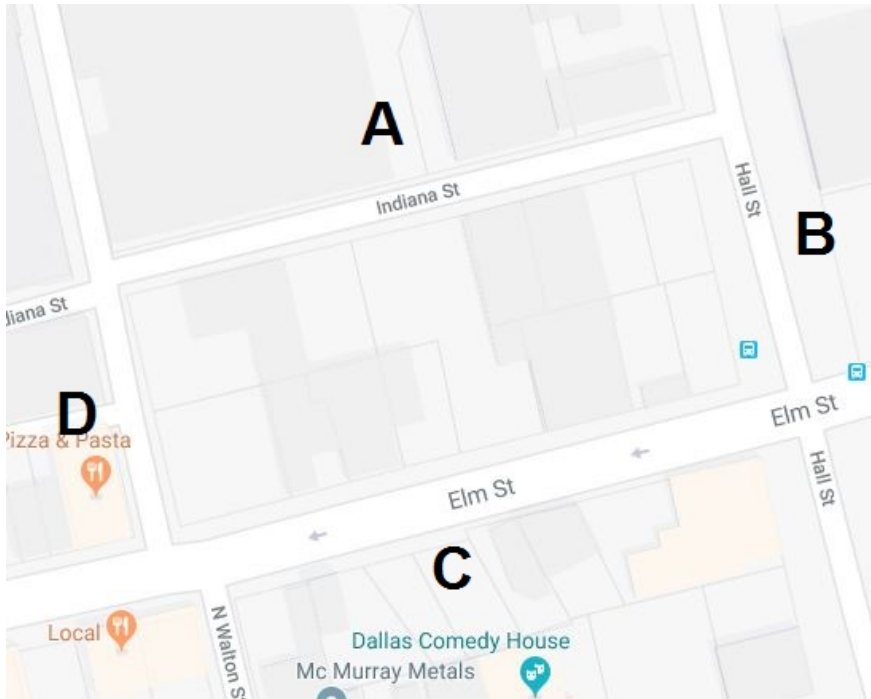 A
Indiana St
Hall St
B
diana St
D
Pizza & Pasta
Elm St
Elm St
Hall St
C
N Walton St
Local
Dallas Comedy House
Mc Murray Metals